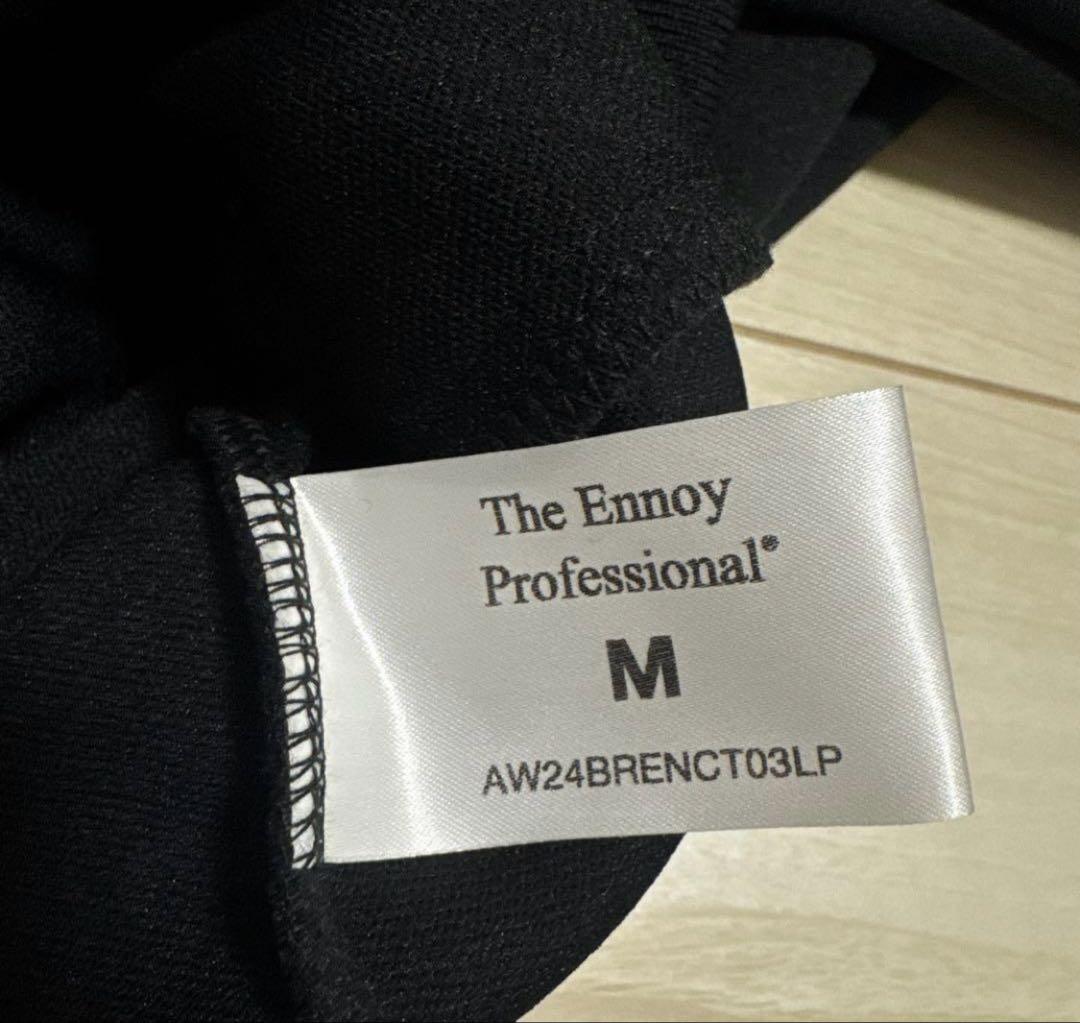 The Ennoy
Professional®
M
AW24BRENCT03LP